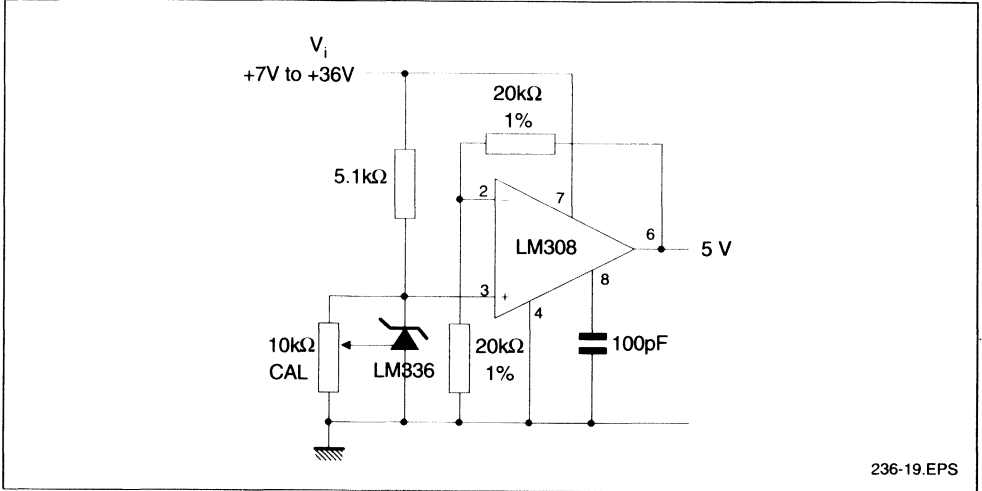 Vi
+7V to +36V
20kΩ
1%
5.1kΩ
2
7
LM308
6
5 V
3
+
8
4
10kΩ
CAL
LM336
20kΩ
1%
100pF
236-19.EPS